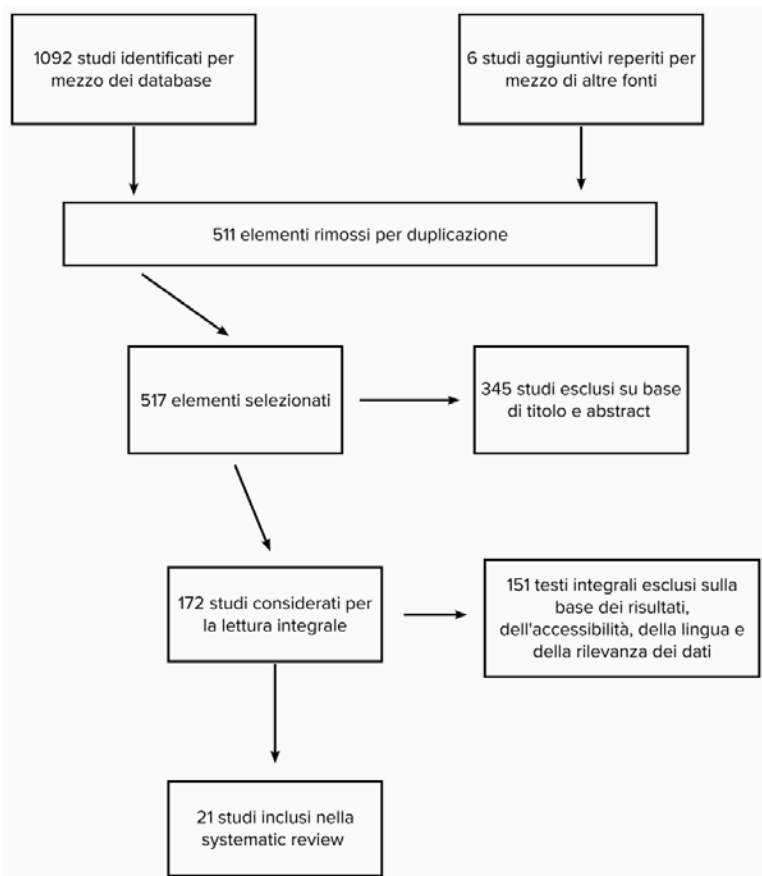 1092 studi identificati per
mezzo dei database
6 studi aggiuntivi reperiti per
mezzo di altre fonti
511 elementi rimossi per duplicazione
517 elementi selezionati
345 studi esclusi su base
di titolo e abstract
172 studi considerati per
la lettura integrale
151 testi integrali esclusi sulla
base dei risultati,
dell'accessibilità, della lingua e
della rilevanza dei dati
21 studi inclusi nella
systematic review